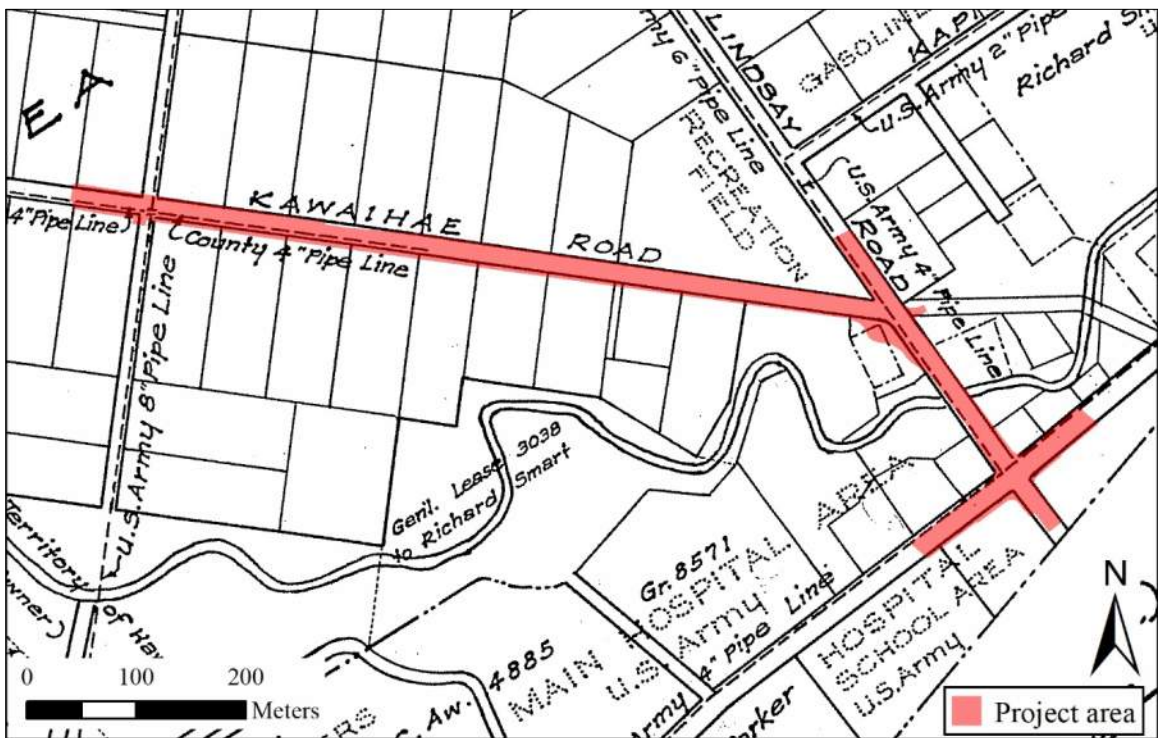 E A
4" Pipe Line
KAWAIHAE ROAD
County 4" Pipe Line
U.S. Army 8" Pipe Line
RECREATION
FIELD
Army 6" Pipe Line
LINDSAY
ROAD
GASOLINE
U.S. Army 2" Pipe
Richard
U.S. Army 4" Pipe Line
Genl. Lease 3038
to Richard Smart
Territory of
Gr. 8571
4885
MAIN HOSPITAL AREA
U.S. Army
Army 4" Pipe Line
HOSPITAL
SCHOOL AREA
U.S. Army
Aw.
N
0 100 200
Meters
Project area